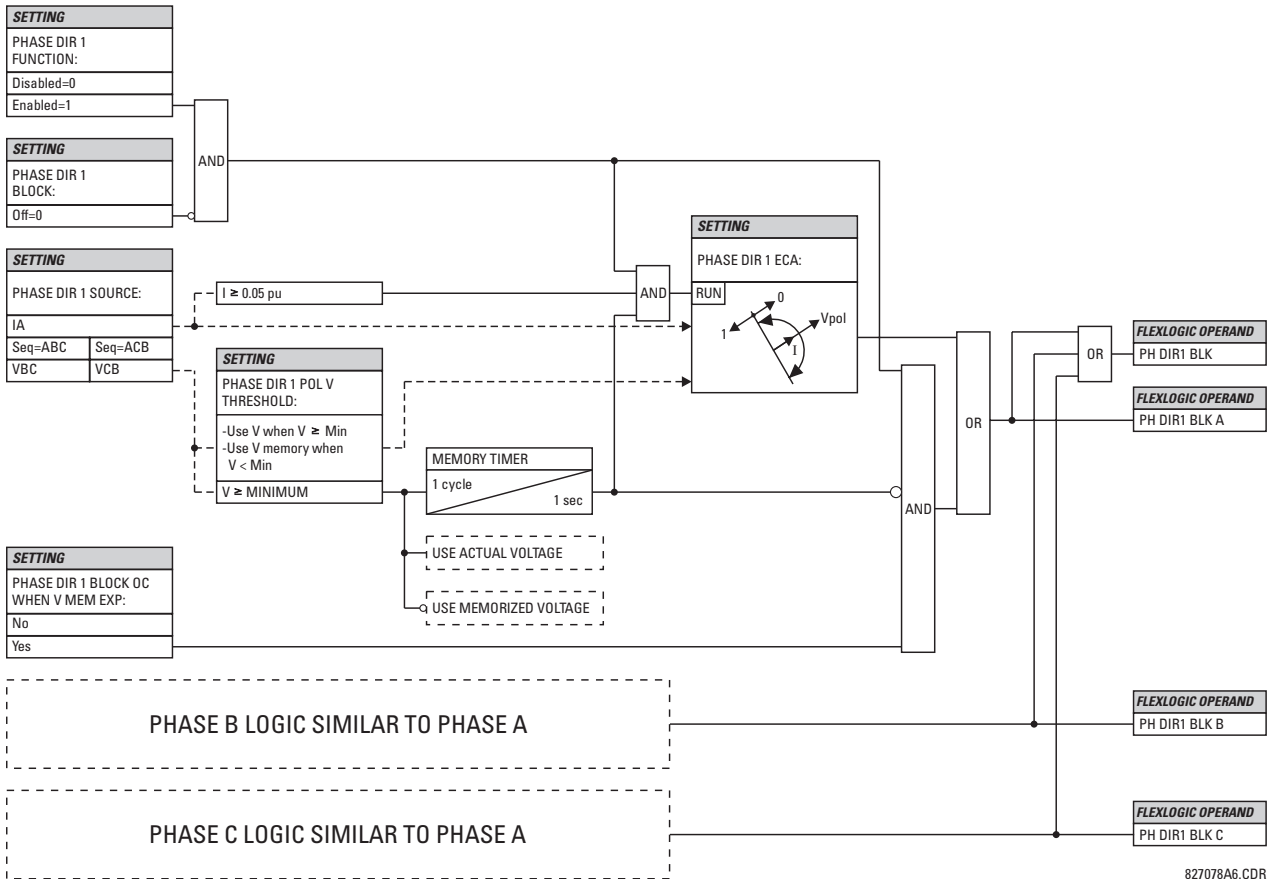 SETTING
PHASE DIR 1
FUNCTION:
Disabled=0
Enabled=1
AND
SETTING
PHASE DIR 1
BLOCK:
Off=0
SETTING
PHASE DIR 1 SOURCE:
IA
Seq=ABC Seq=ACB
VBC VCB
I ≥ 0.05 pu
AND
SETTING
PHASE DIR 1 ECA:
RUN
0
1
Vpol
I
SETTING
PHASE DIR 1 POL V
THRESHOLD:
-Use V when V ≥ Min
-Use V memory when
V < Min
V ≥ MINIMUM
MEMORY TIMER
1 cycle
1 sec
USE ACTUAL VOLTAGE
USE MEMORIZED VOLTAGE
AND
OR
OR
FLEXLOGIC OPERAND
PH DIR1 BLK
FLEXLOGIC OPERAND
PH DIR1 BLK A
SETTING
PHASE DIR 1 BLOCK OC
WHEN V MEM EXP:
No
Yes
PHASE B LOGIC SIMILAR TO PHASE A
FLEXLOGIC OPERAND
PH DIR1 BLK B
PHASE C LOGIC SIMILAR TO PHASE A
FLEXLOGIC OPERAND
PH DIR1 BLK C
827078A6.CDR